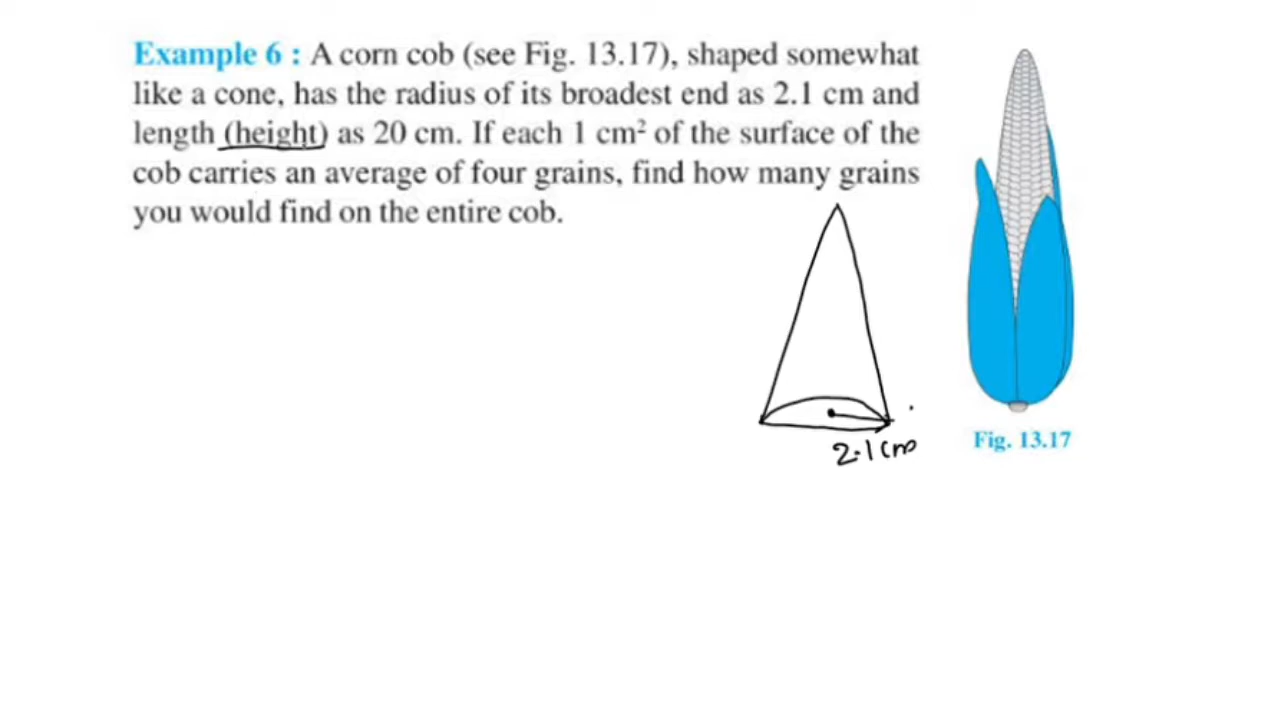 Example 6 : A corn cob (see Fig. 13.17), shaped somewhat
like a cone, has the radius of its broadest end as 2.1 cm and
length (height) as 20 cm. If each 1 cm² of the surface of the
cob carries an average of four grains, find how many grains
you would find on the entire cob.
2.1 cm
Fig. 13.17